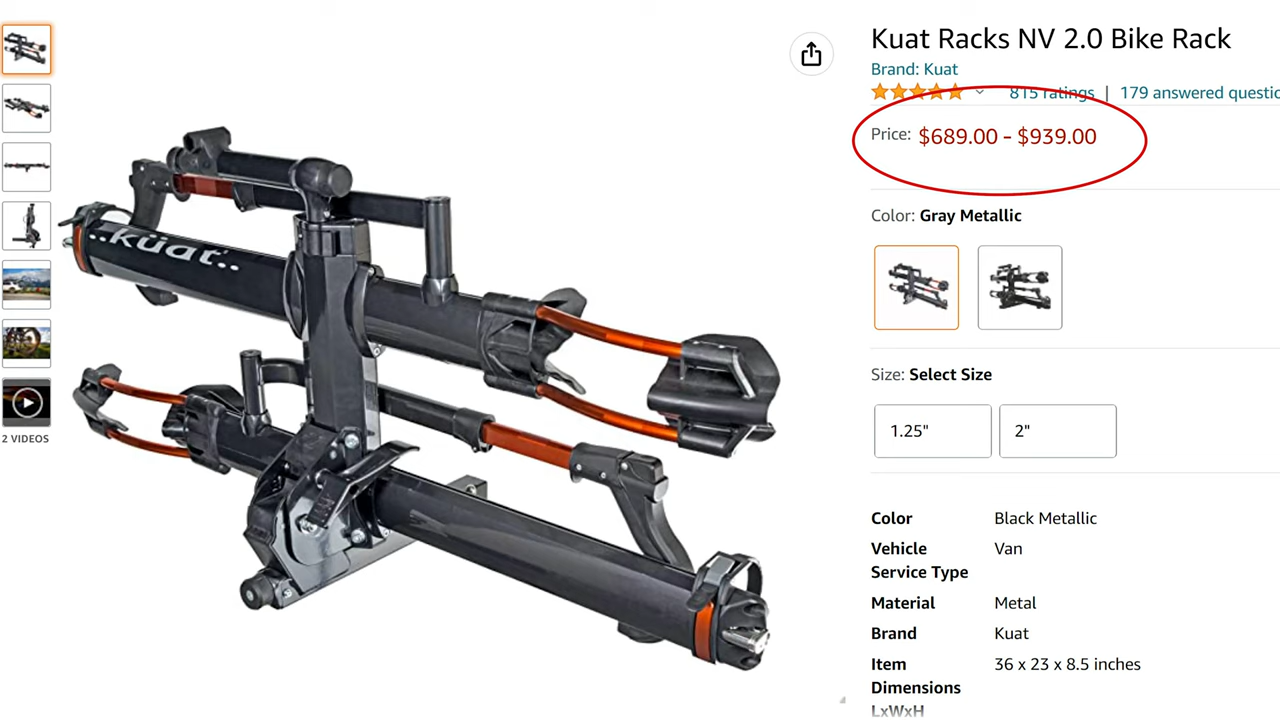 Kuat Racks NV 2.0 Bike Rack
Brand: Kuat
815 ratings | 179 answered questic
Price: $689.00 - $939.00
..küat..
Color: Gray Metallic
Size: Select Size
1.25" 2"
2 VIDEOS
Color Black Metallic
Vehicle Van
Service Type
Material Metal
Brand Kuat
Item 36 x 23 x 8.5 inches
Dimensions
LxWxH